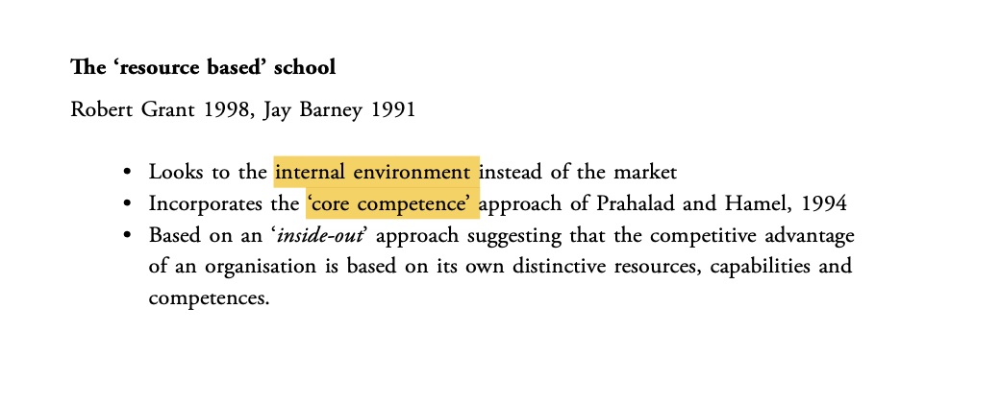 The ‘resource based’ school
Robert Grant 1998, Jay Barney 1991
• Looks to the internal environment instead of the market
• Incorporates the ‘core competence’ approach of Prahalad and Hamel, 1994
• Based on an ‘inside-out’ approach suggesting that the competitive advantage
of an organisation is based on its own distinctive resources, capabilities and
competences.